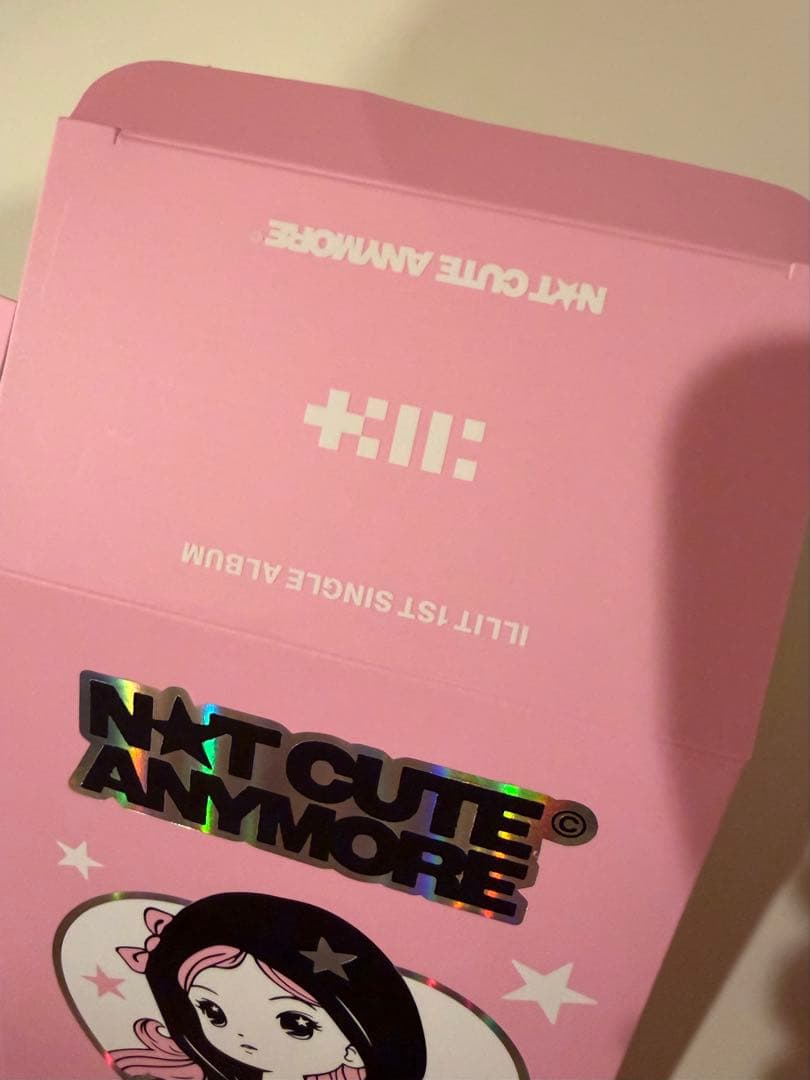 N★T CUTE ANYMORE©
ILLIT 1ST SINGLE ALBUM
N★T CUTE
ANYMORE©